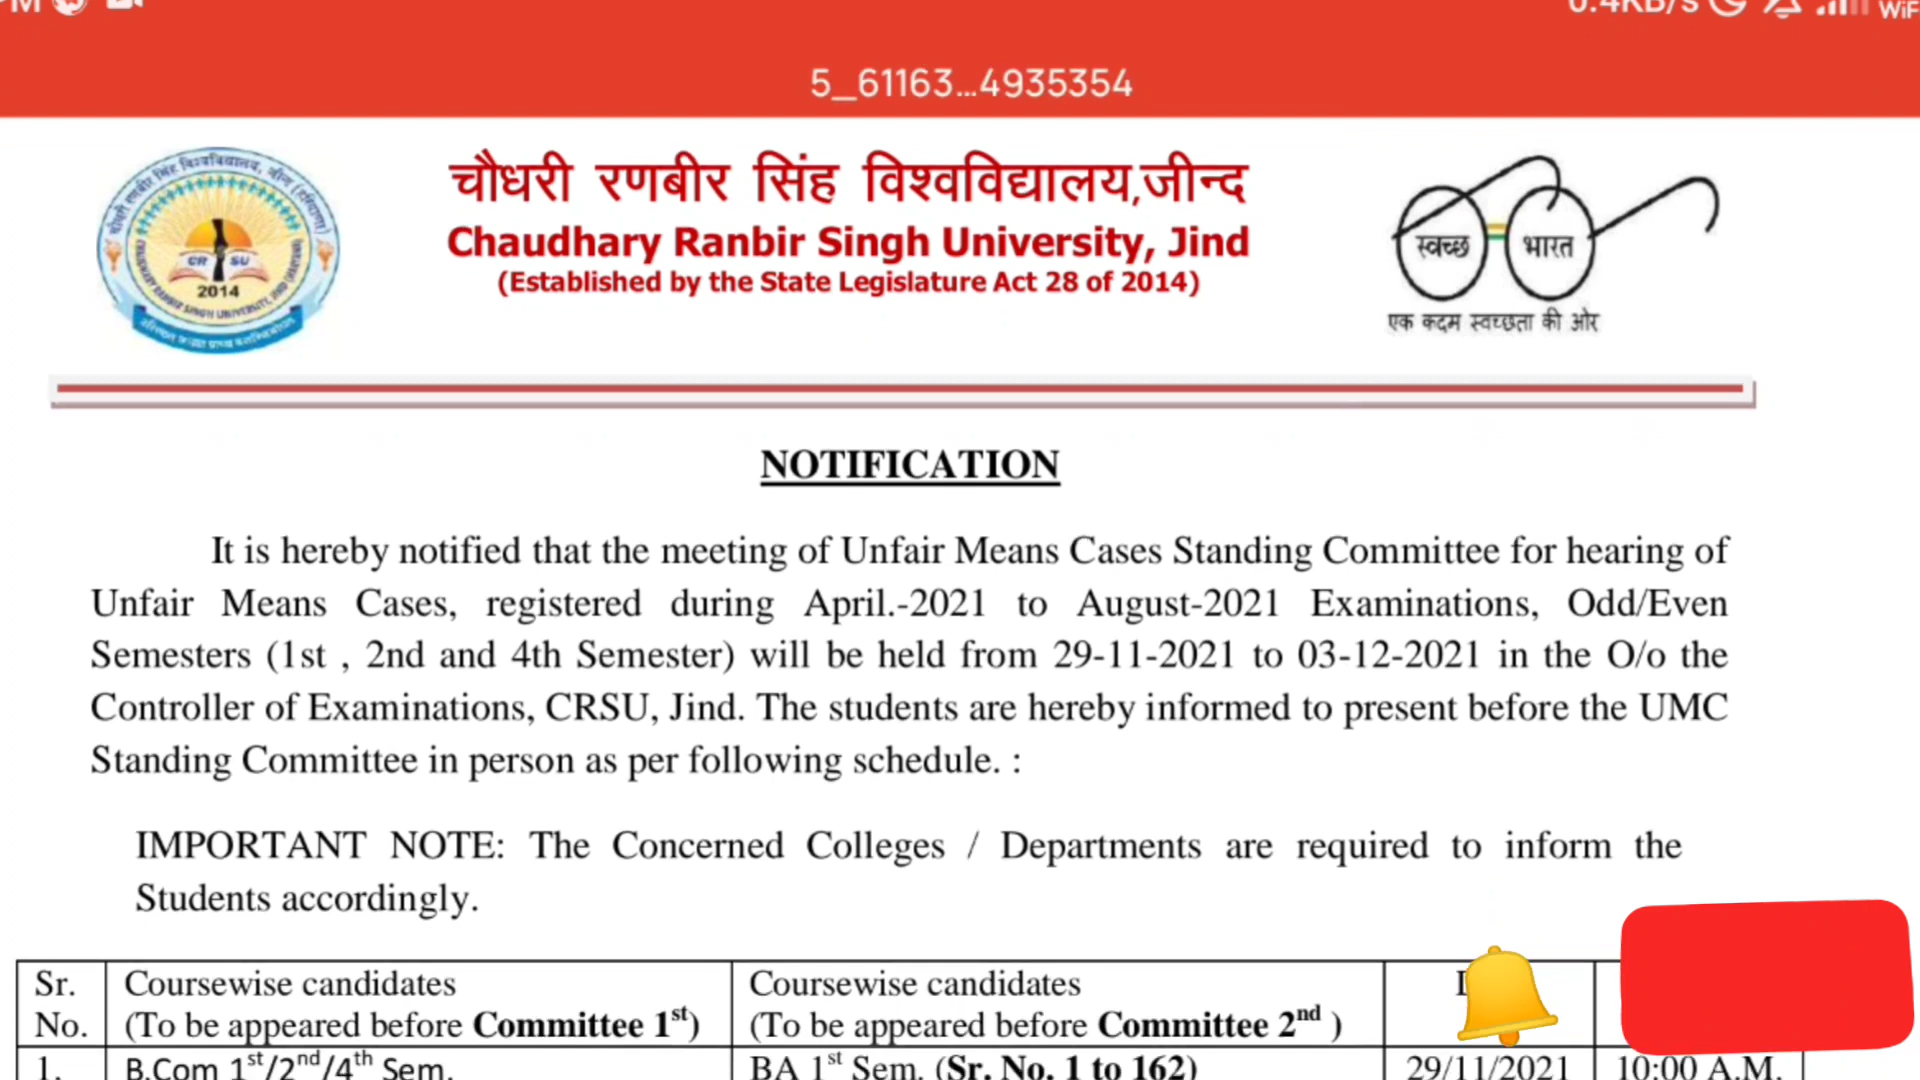 0.4KB/s
5_61163...4935354
चौधरी रणबीर सिंह विश्वविद्यालय,जीन्द
Chaudhary Ranbir Singh University, Jind
(Established by the State Legislature Act 28 of 2014)
CR SU
2014
स्वच्छ भारत
एक कदम स्वच्छता की ओर
NOTIFICATION
It is hereby notified that the meeting of Unfair Means Cases Standing Committee for hearing of
Unfair Means Cases, registered during April.-2021 to August-2021 Examinations, Odd/Even
Semesters (1st , 2nd and 4th Semester) will be held from 29-11-2021 to 03-12-2021 in the O/o the
Controller of Examinations, CRSU, Jind. The students are hereby informed to present before the UMC
Standing Committee in person as per following schedule. :
IMPORTANT NOTE: The Concerned Colleges / Departments are required to inform the
Students accordingly.
Sr. No. Coursewise candidates (To be appeared before Committee 1st) Coursewise candidates (To be appeared before Committee 2nd )
1. B.Com 1st/2nd/4th Sem. BA 1st Sem. (Sr. No. 1 to 162) 29/11/2021 10:00 A.M.